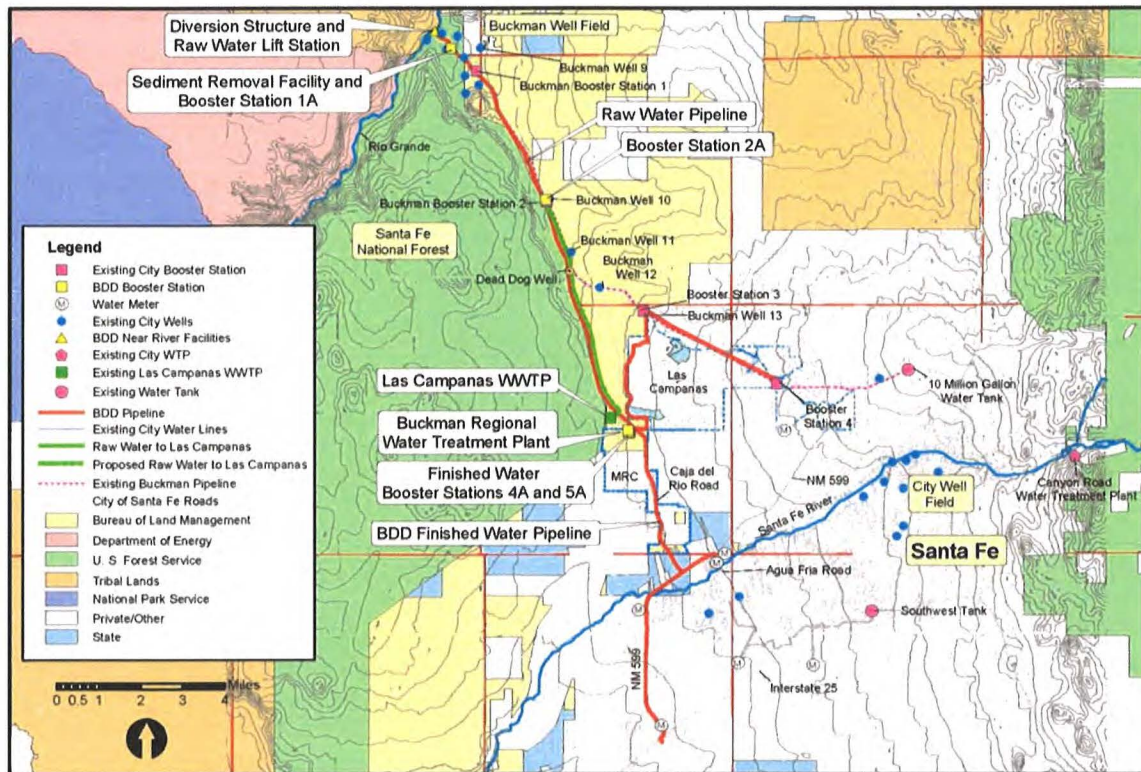 Diversion Structure and
Raw Water Lift Station
Buckman Well Field
Sediment Removal Facility and
Booster Station 1A
Buckman Well 9
Buckman Booster Station 1
Raw Water Pipeline
Rio Grande
Booster Station 2A
Buckman Booster Station 2
Buckman Well 10
Santa Fe
National Forest
Buckman Well 11
Buckman
Well 12
Dead Dog Well
Booster Station 3
Buckman Well 13
Las
Campanas
10 Million Gallon
Water Tank
Booster
Station 4
Las Campanas WWTP
Buckman Regional
Water Treatment Plant
Finished Water
Booster Stations 4A and 5A
MRC
Caja del
Rio Road
NM 599
Canyon Road
Water Treatment Plant
City Well
Field
Santa Fe River
BDD Finished Water Pipeline
Santa Fe
Agua Fria Road
Southwest Tank
NM 599
Interstate 25
Legend
Existing City Booster Station
BDD Booster Station
M Water Meter
Existing City Wells
BDD Near River Facilities
Existing City WTP
Existing Las Campanas WWTP
Existing Water Tank
BDD Pipeline
Existing City Water Lines
Raw Water to Las Campanas
Proposed Raw Water to Las Campanas
Existing Buckman Pipeline
City of Santa Fe Roads
Bureau of Land Management
Department of Energy
U. S Forest Service
Tribal Lands
National Park Service
Private/Other
State
Miles
0 0.5 1 2 3 4
M
M
M
M
M
M
M
M